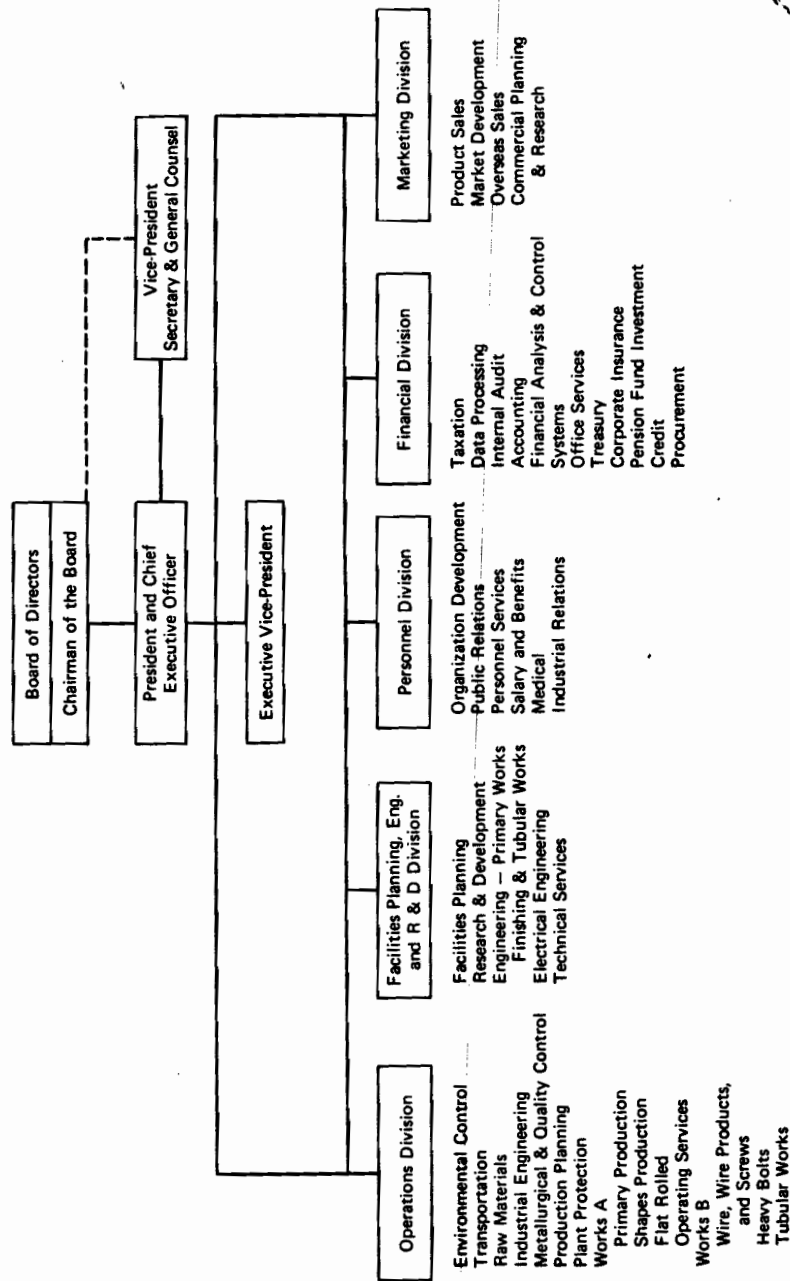 Board of Directors
Chairman of the Board
President and Chief
Executive Officer
Vice-President
Secretary & General Counsel
Executive Vice-President
Operations Division
Environmental Control
Transportation
Raw Materials
Industrial Engineering
Metallurgical & Quality Control
Production Planning
Plant Protection
Works A
Primary Production
Shapes Production
Flat Rolled
Operating Services
Works B
Wire, Wire Products,
and Screws
Heavy Bolts
Tubular Works
Facilities Planning, Eng.
and R & D Division
Facilities Planning
Research & Development
Engineering — Primary Works
Finishing & Tubular Works
Electrical Engineering
Technical Services
Personnel Division
Organization Development
Public Relations
Personnel Services
Salary and Benefits
Medical
Industrial Relations
Financial Division
Taxation
Data Processing
Internal Audit
Accounting
Financial Analysis & Control
Systems
Office Services
Treasury
Corporate Insurance
Pension Fund Investment
Credit
Procurement
Marketing Division
Product Sales
Market Development
Overseas Sales
Commercial Planning
& Research